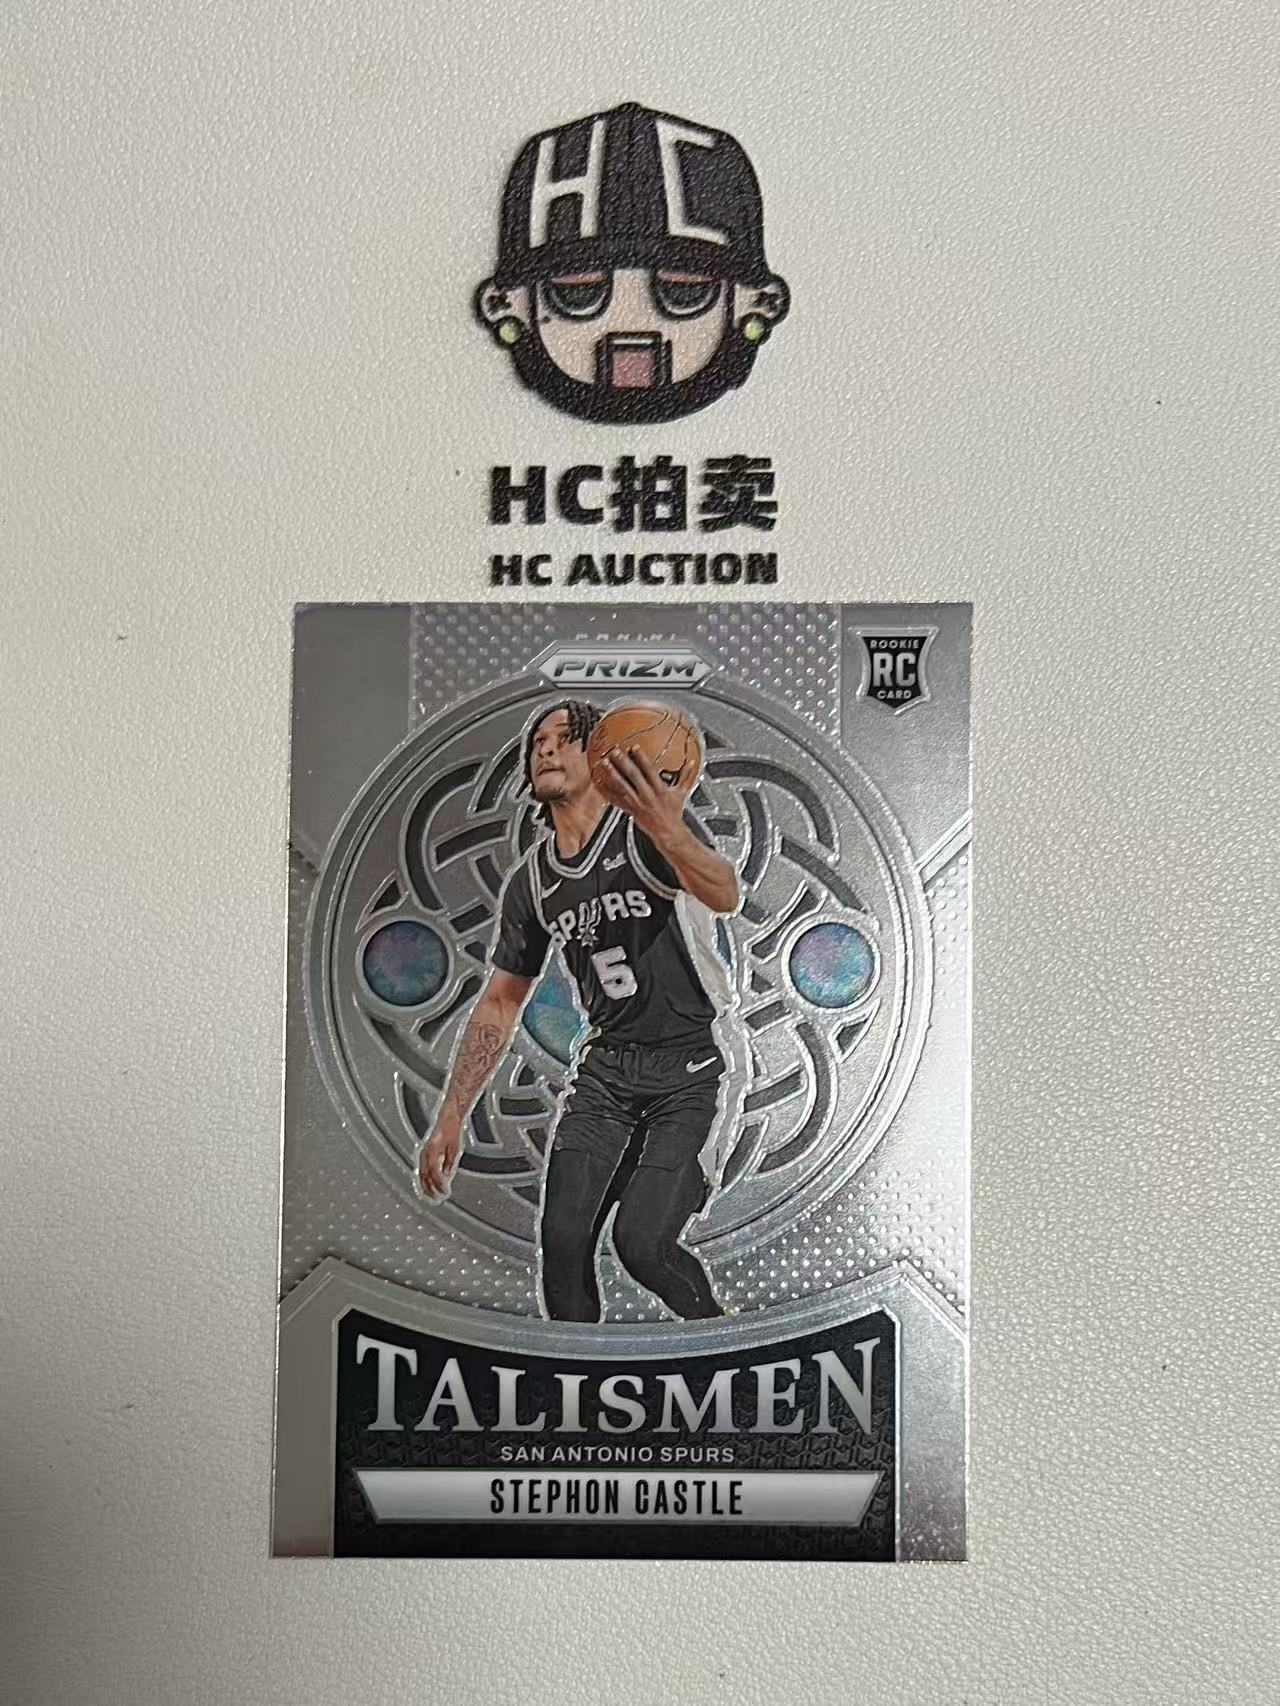 HC
HC拍卖
HC AUCTION
PANINI
PRIZM
ROOKIE
RC
CARD
SPURS
5
TALISMEN
SAN ANTONIO SPURS
STEPHON CASTLE